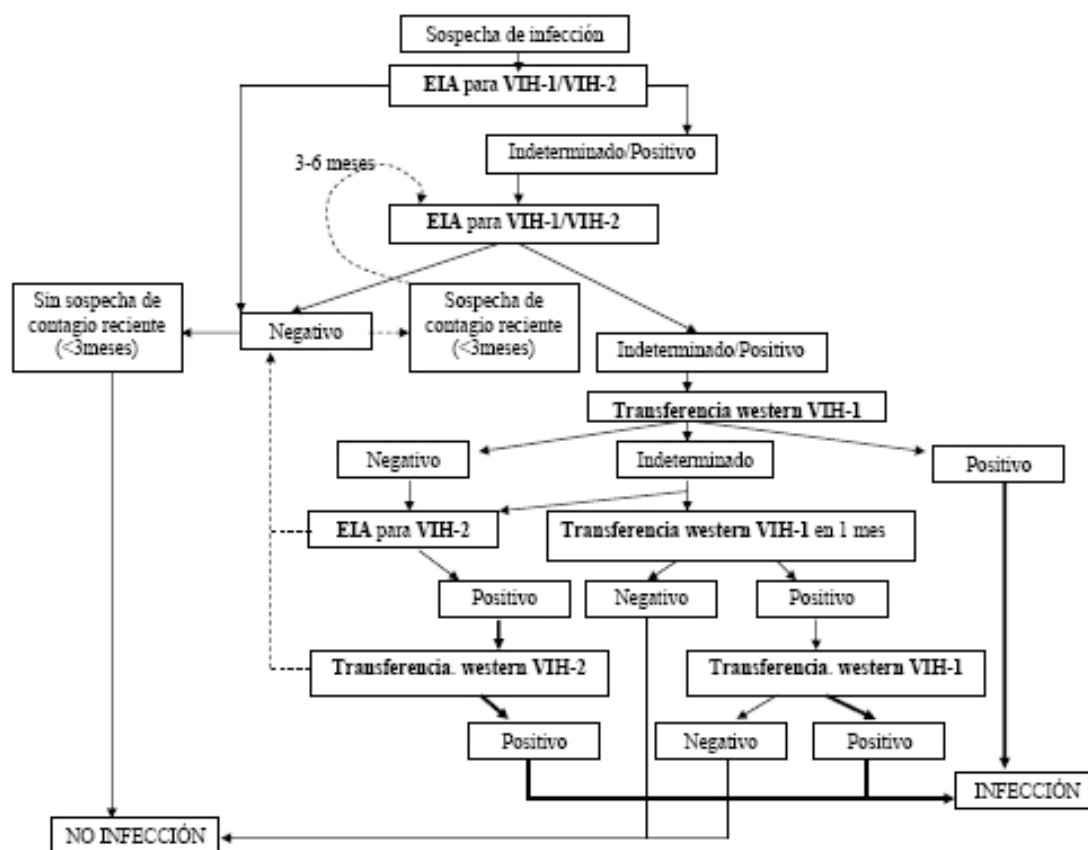 Sospecha de infección
EIA para VIH-1/VIH-2
Indeterminado/Positivo
3-6 meses
EIA para VIH-1/VIH-2
Sin sospecha de
contagio reciente
(<3meses)
Negativo
Sospecha de
contagio reciente
(<3meses)
Indeterminado/Positivo
Transferencia western VIH-1
Negativo
Indeterminado
Positivo
EIA para VIH-2
Transferencia western VIH-1 en 1 mes
Positivo
Negativo
Positivo
Transferencia. western VIH-2
Transferencia. western VIH-1
Positivo
Negativo
Positivo
INFECCIÓN
NO INFECCIÓN